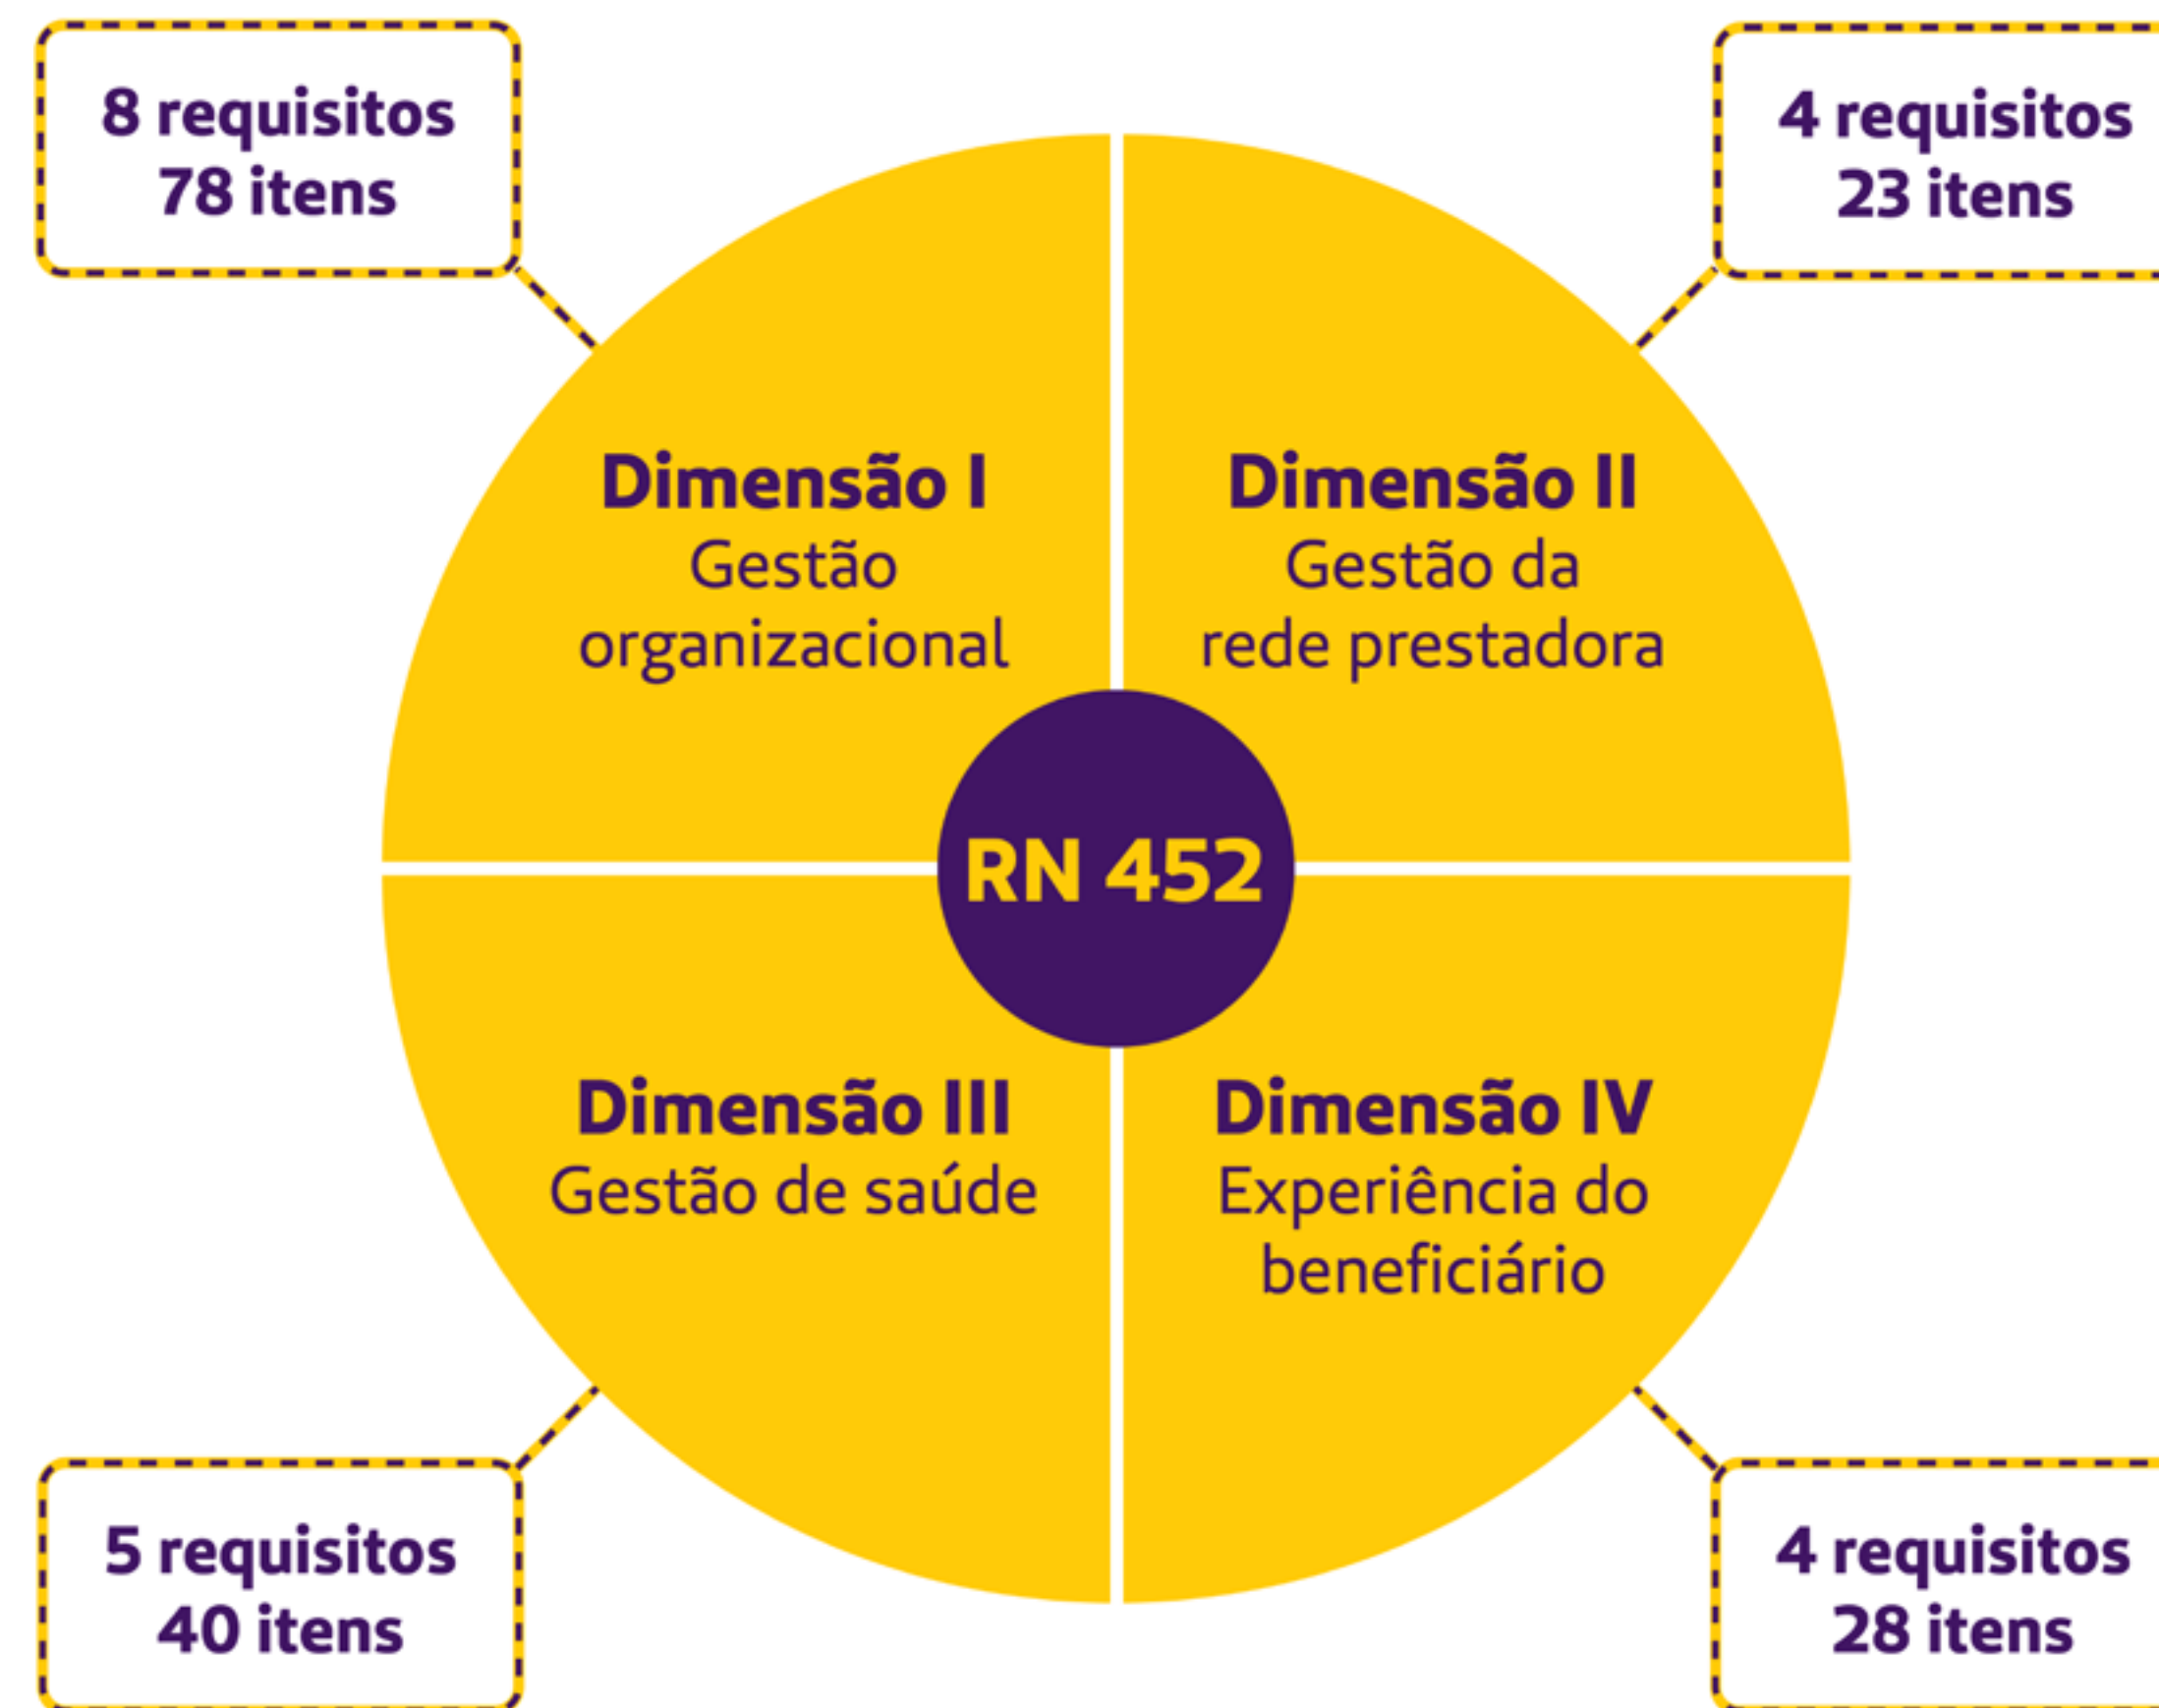 8 requisitos
78 itens
4 requisitos
23 itens
Dimensão I
Gestão
organizacional
Dimensão II
Gestão da
rede prestadora
RN 452
Dimensão III
Gestão de saúde
Dimensão IV
Experiência do
beneficiário
5 requisitos
40 itens
4 requisitos
28 itens